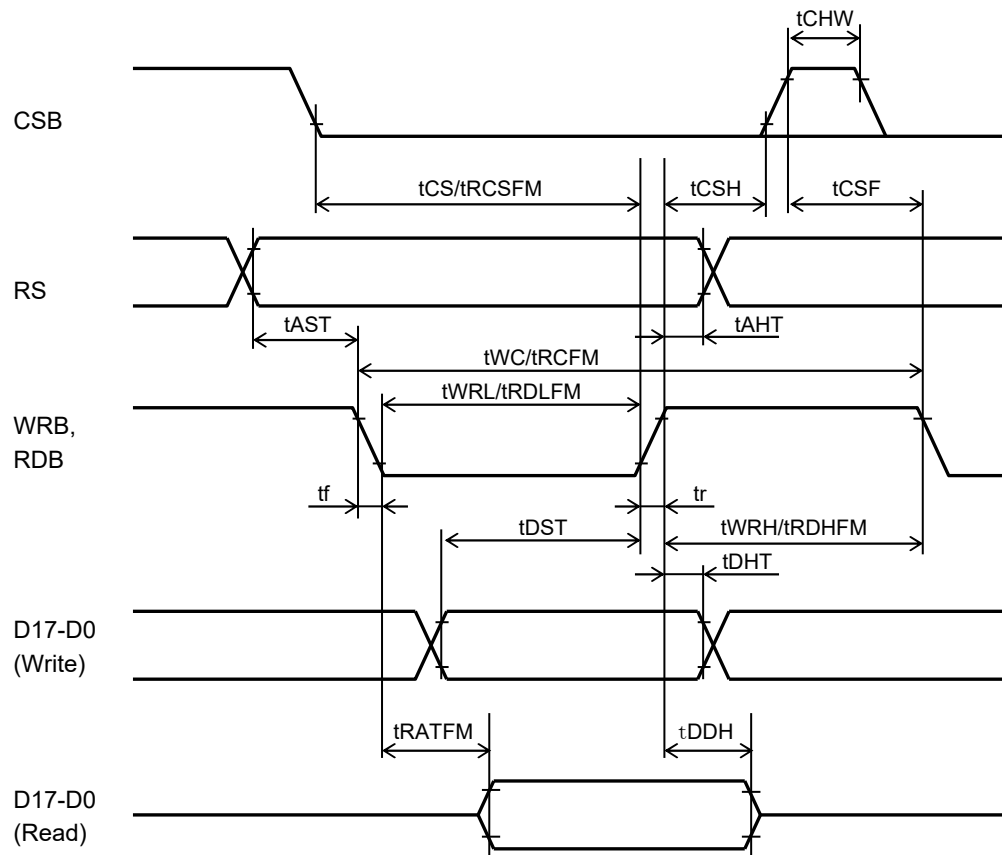 tCHW
CSB
tCS/tRCSFM
tCSH
tCSF
RS
tAST
tAHT
tWC/tRCFM
tWRL/tRDLFM
WRB,
RDB
tf
tr
tDST
tWRH/tRDHFM
tDHT
D17-D0
(Write)
tRATFM
tDDH
D17-D0
(Read)